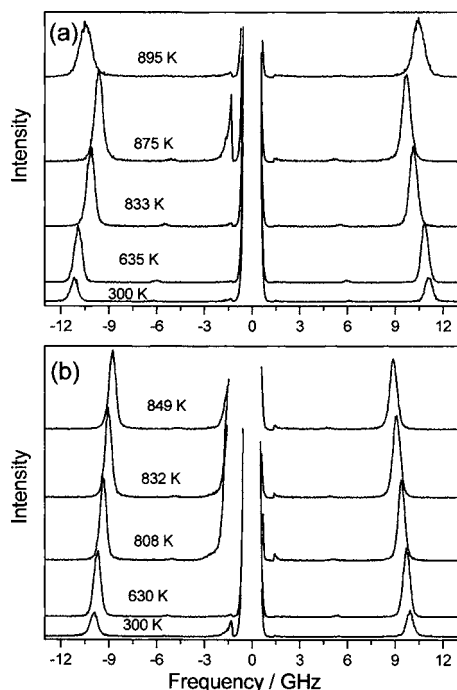 (a)
895 K
875 K
833 K
635 K
300 K
Intensity
-12 -9 -6 -3 0 3 6 9 12
(b)
849 K
832 K
808 K
630 K
300 K
Intensity
-12 -9 -6 -3 0 3 6 9 12
Frequency / GHz